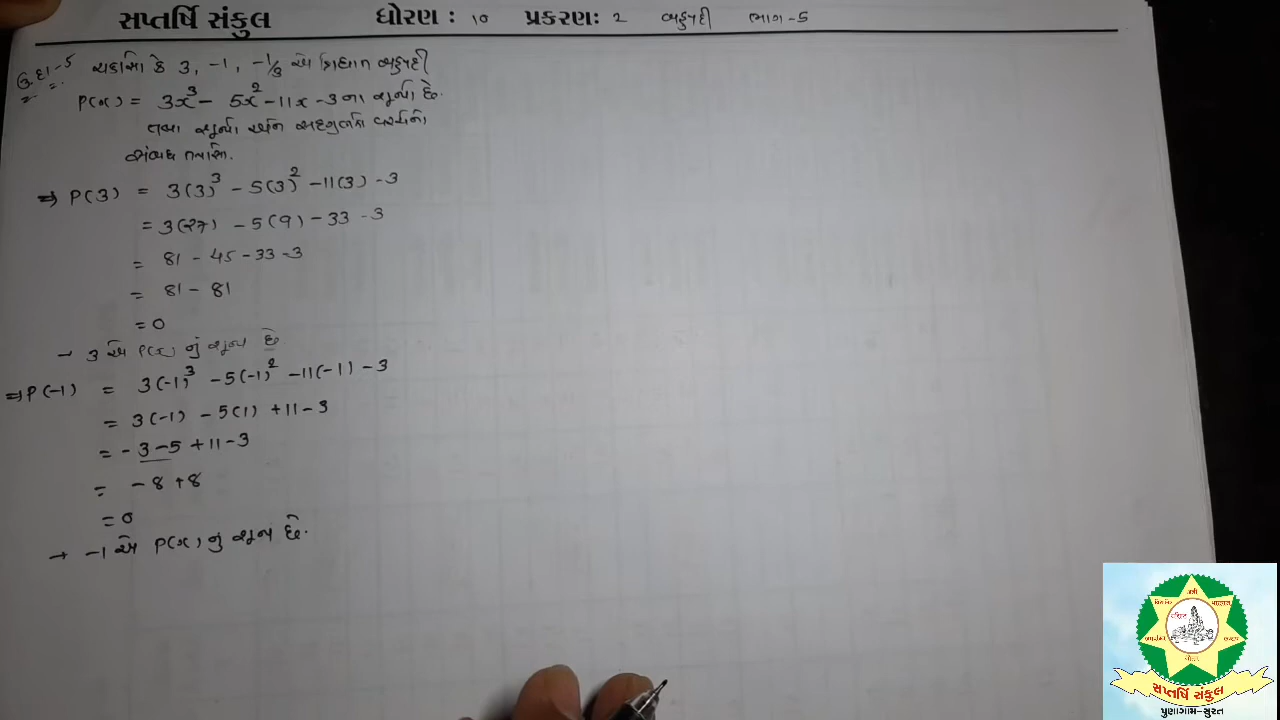 સપ્તર્ષિ સંકુલ ધોરણ : ૧૦ પ્રકરણ: ૨ બહુપદી ભાગ-5
ઉદા-5 ચકાસો કે 3, -1, -1/3 એ ત્રિઘાત બહુપદી
P(x) = 3x³ - 5x² - 11x - 3 ના શૂન્યો છે.
તથા શૂન્યો અને સહગુણકો વચ્ચેનો
સંબંધ તપાસો.
⇒ P(3) = 3(3)³ - 5(3)² - 11(3) - 3
= 3(27) - 5(9) - 33 - 3
= 81 - 45 - 33 - 3
= 81 - 81
= 0
→ 3 એ P(x) નું શૂન્ય છે
⇒ P(-1) = 3(-1)³ - 5(-1)² - 11(-1) - 3
= 3(-1) - 5(1) + 11 - 3
= - 3 - 5 + 11 - 3
= - 8 + 8
= 0
→ -1 એ P(x) નું શૂન્ય છે.
સપ્તર્ષિ સંકુલ
પુણાગામ-સુરત